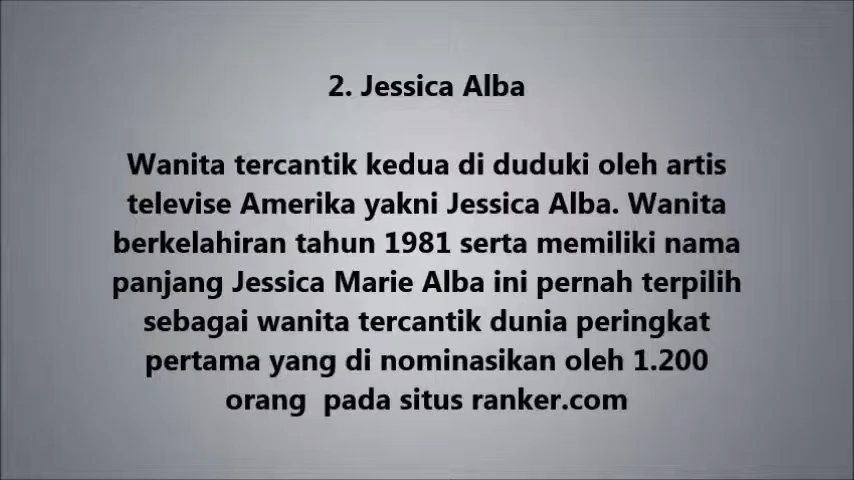 2. Jessica Alba
Wanita tercantik kedua di duduki oleh artis
televise Amerika yakni Jessica Alba. Wanita
berkelahiran tahun 1981 serta memiliki nama
panjang Jessica Marie Alba ini pernah terpilih
sebagai wanita tercantik dunia peringkat
pertama yang di nominasikan oleh 1.200
orang  pada situs ranker.com